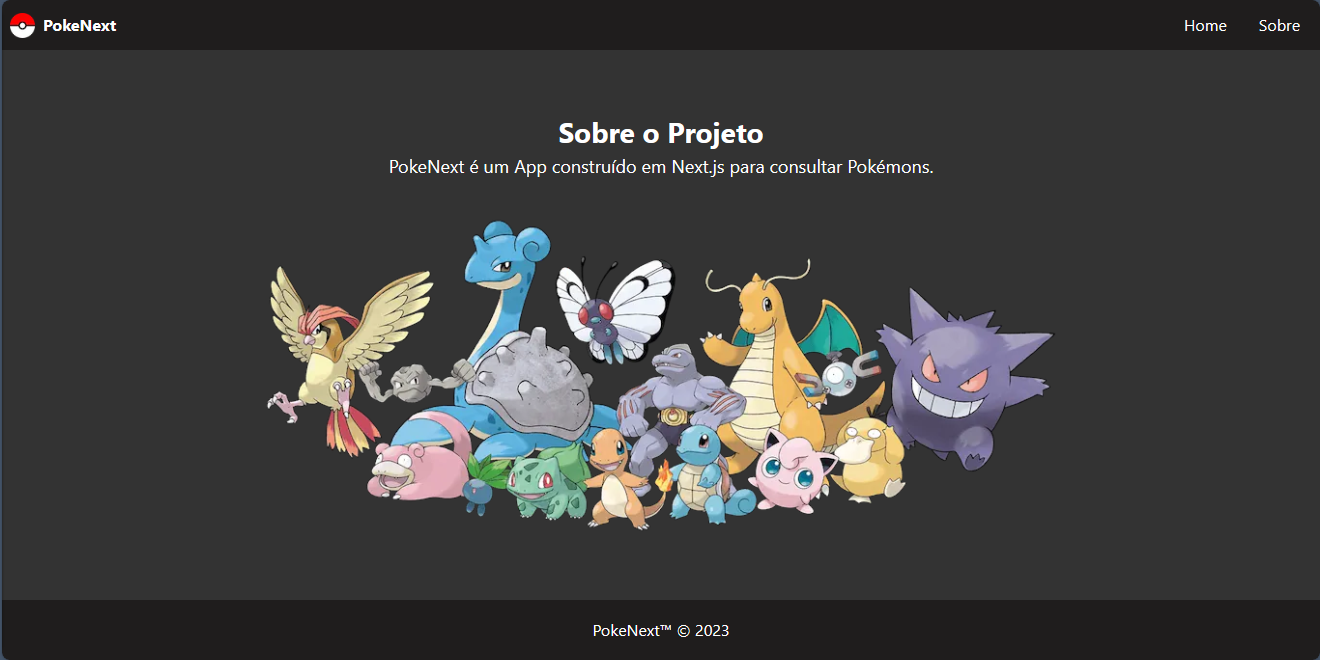 PokeNext
Home
Sobre
Sobre o Projeto
PokeNext é um App construído em Next.js para consultar Pokémons.
PokeNext™ © 2023